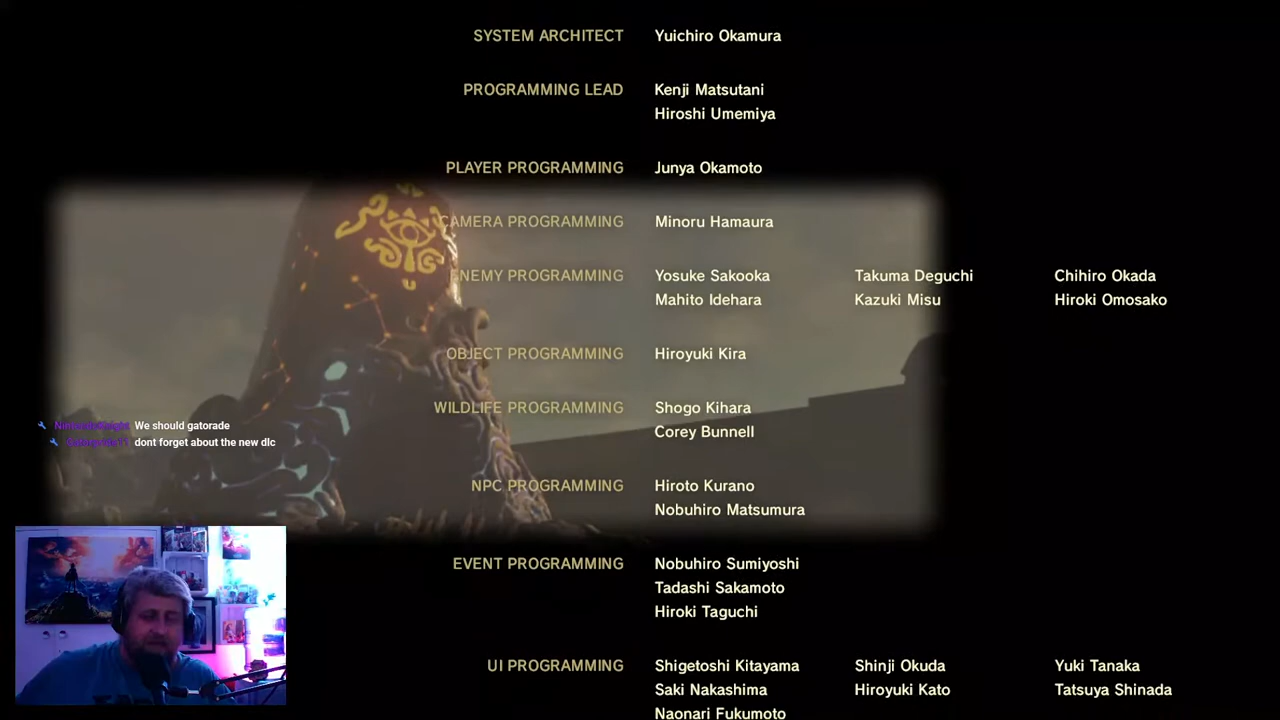 SYSTEM ARCHITECT Yuichiro Okamura
PROGRAMMING LEAD Kenji Matsutani
Hiroshi Umemiya
PLAYER PROGRAMMING Junya Okamoto
CAMERA PROGRAMMING Minoru Hamaura
ENEMY PROGRAMMING Yosuke Sakooka Takuma Deguchi Chihiro Okada
Mahito Idehara Kazuki Misu Hiroki Omosako
OBJECT PROGRAMMING Hiroyuki Kira
WILDLIFE PROGRAMMING Shogo Kihara
Corey Bunnell
We should gatorade
dont forget about the new dlc
NPC PROGRAMMING Hiroto Kurano
Nobuhiro Matsumura
EVENT PROGRAMMING Nobuhiro Sumiyoshi
Tadashi Sakamoto
Hiroki Taguchi
UI PROGRAMMING Shigetoshi Kitayama Shinji Okuda Yuki Tanaka
Saki Nakashima Hiroyuki Kato Tatsuya Shinada
Naonari Fukumoto